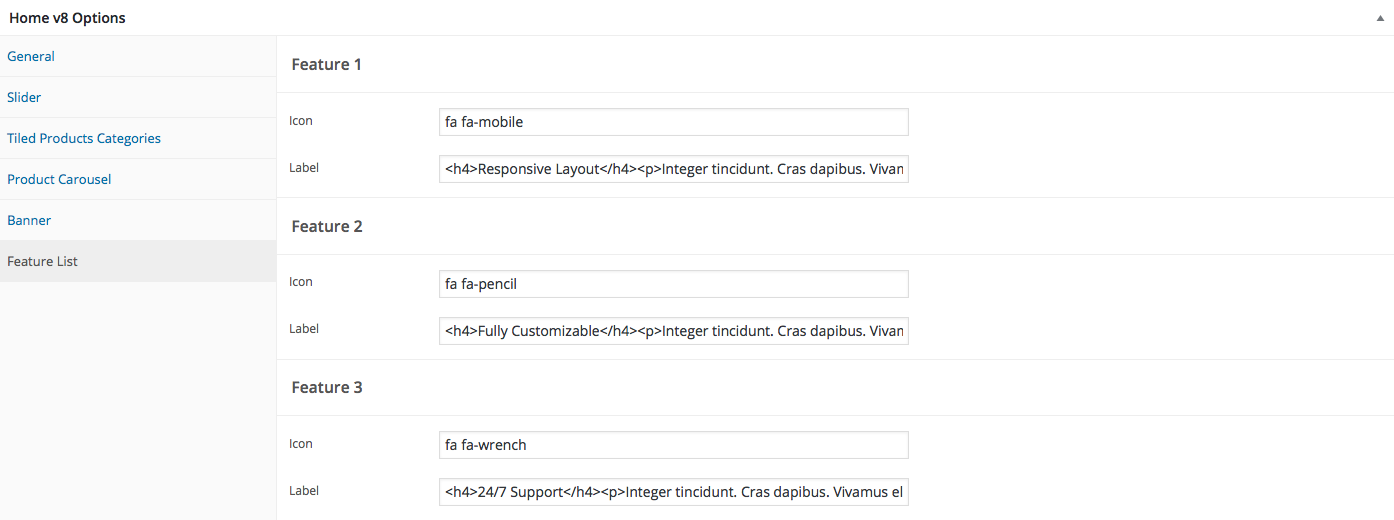 Home v8 Options
General
Slider
Tiled Products Categories
Product Carousel
Banner
Feature List
Feature 1
Icon
fa fa-mobile
Label
<h4>Responsive Layout</h4><p>Integer tincidunt. Cras dapibus. Vivam
Feature 2
Icon
fa fa-pencil
Label
<h4>Fully Customizable</h4><p>Integer tincidunt. Cras dapibus. Vivam
Feature 3
Icon
fa fa-wrench
Label
<h4>24/7 Support</h4><p>Integer tincidunt. Cras dapibus. Vivamus el